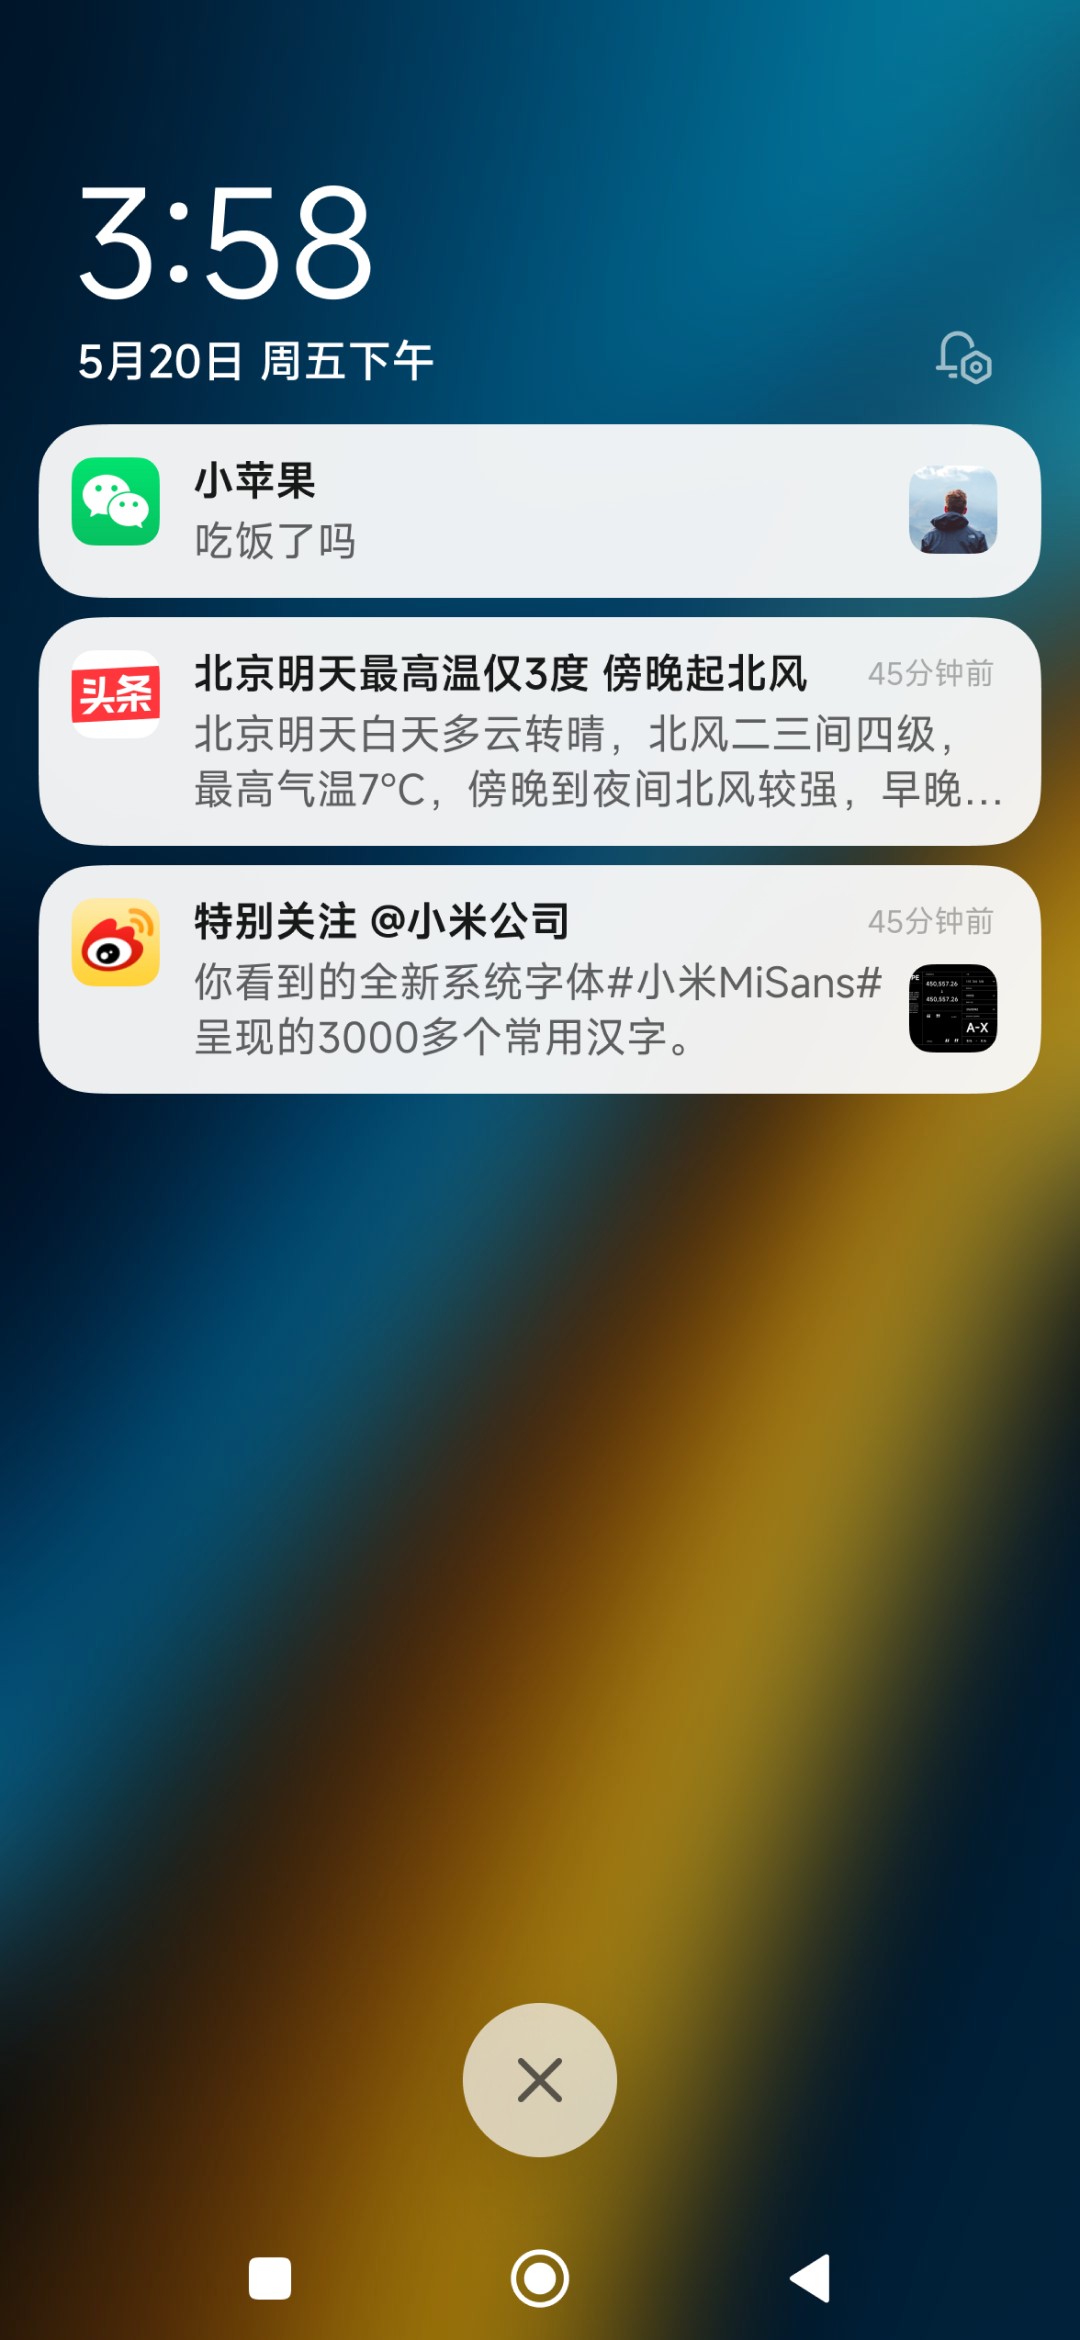 3:58
5月20日 周五下午
小苹果
吃饭了吗
头条
北京明天最高温仅3度 傍晚起北风
45分钟前
北京明天白天多云转晴，北风二三间四级，
最高气温7°C，傍晚到夜间北风较强，早晚...
特别关注 @小米公司
45分钟前
你看到的全新系统字体#小米MiSans#
呈现的3000多个常用汉字。
450,557.26
450,557.26
A-X